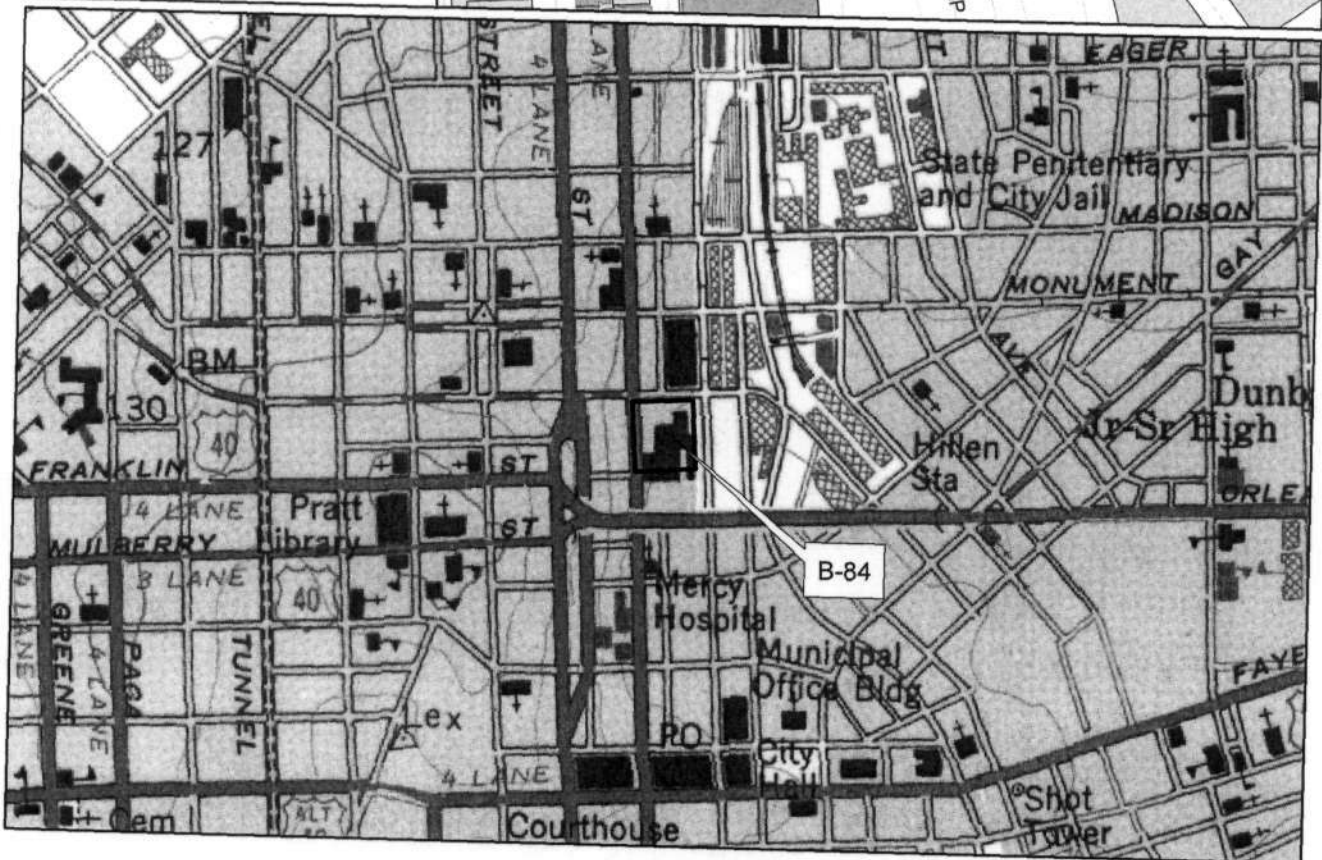 P
EL
STREET
4 LANE
LANE
EAGER
127
ST
State Penitentiary
and City Jail
MADISON
GAY
MONUMENT
AVE
BM
130
40
Dunb
Jr-Sr High
Hillen
Sta
FRANKLIN
ST
ORLEA
4 LANE
Pratt
Library
MULBERRY
ST
3 LANE
40
B-84
Mercy
Hospital
4 LANE
GREENE
4 LANE
PACA
TUNNEL
Municipal
Office Bldg
FAYE
ex
PO
City
Hall
4 LANE
Shot
Tower
Cem
ALT
Courthouse